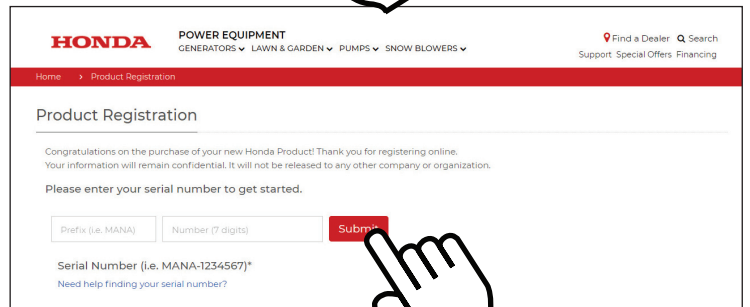 HONDA
POWER EQUIPMENT
GENERATORS LAWN & GARDEN PUMPS SNOW BLOWERS
Find a Dealer Search
Support Special Offers Financing
Home > Product Registration
Product Registration
Congratulations on the purchase of your new Honda Product! Thank you for registering online.
Your information will remain confidential. It will not be released to any other company or organization.
Please enter your serial number to get started.
Prefix (i.e. MANA) Number (7 digits) Submit
Serial Number (i.e. MANA-1234567)*
Need help finding your serial number?